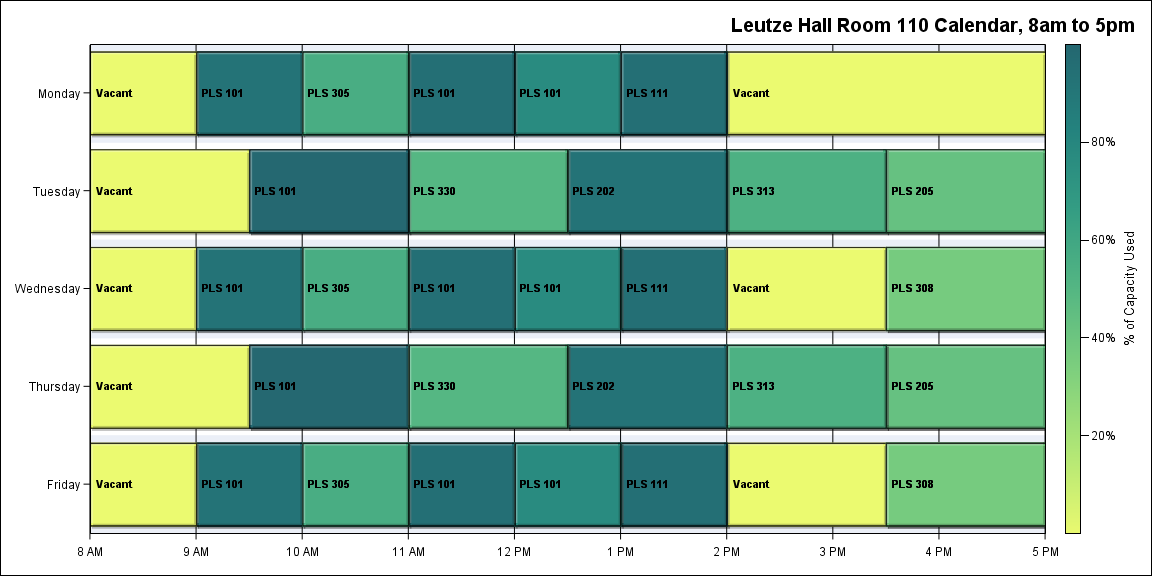 Leutze Hall Room 110 Calendar, 8am to 5pm
Monday
Vacant
PLS 101
PLS 305
PLS 101
PLS 101
PLS 111
Vacant
Tuesday
Vacant
PLS 101
PLS 330
PLS 202
PLS 313
PLS 205
Wednesday
Vacant
PLS 101
PLS 305
PLS 101
PLS 101
PLS 111
Vacant
PLS 308
Thursday
Vacant
PLS 101
PLS 330
PLS 202
PLS 313
PLS 205
Friday
Vacant
PLS 101
PLS 305
PLS 101
PLS 101
PLS 111
Vacant
PLS 308
8 AM
9 AM
10 AM
11 AM
12 PM
1 PM
2 PM
3 PM
4 PM
5 PM
80%
60%
40%
20%
% of Capacity Used